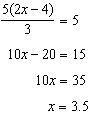 5(2x − 4)/3 = 5
10x − 20 = 15
10x = 35
x = 3.5